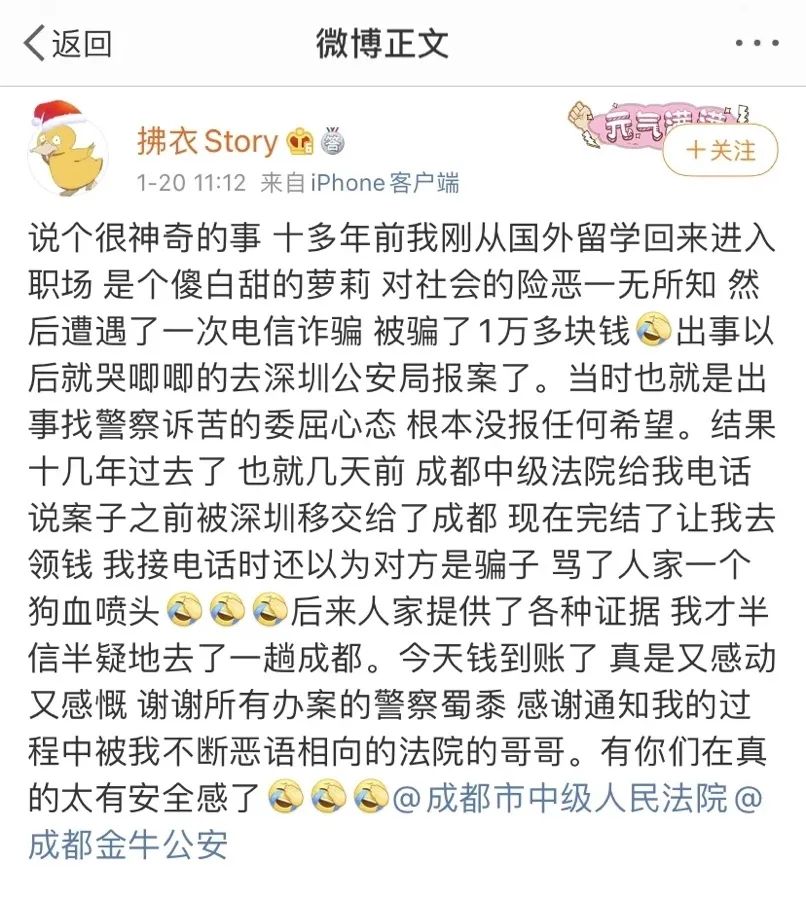 返回
微博正文
元气满满
拂衣Story
+关注
1-20 11:12 来自iPhone客户端
说个很神奇的事 十多年前我刚从国外留学回来进入
职场 是个傻白甜的萝莉 对社会的险恶一无所知 然
后遭遇了一次电信诈骗 被骗了1万多块钱🤣出事以
后就哭唧唧的去深圳公安局报案了。当时也就是出
事找警察诉苦的委屈心态 根本没报任何希望。结果
十几年过去了 也就几天前 成都中级法院给我电话
说案子之前被深圳移交给了成都 现在完结了让我去
领钱 我接电话时还以为对方是骗子 骂了人家一个
狗血喷头🤣🤣🤣后来人家提供了各种证据 我才半
信半疑地去了一趟成都。今天钱到账了 真是又感动
又感慨 谢谢所有办案的警察蜀黍 感谢通知我的过
程中被我不断恶语相向的法院的哥哥。有你们在真
的太有安全感了🤣🤣🤣@成都市中级人民法院@
成都金牛公安